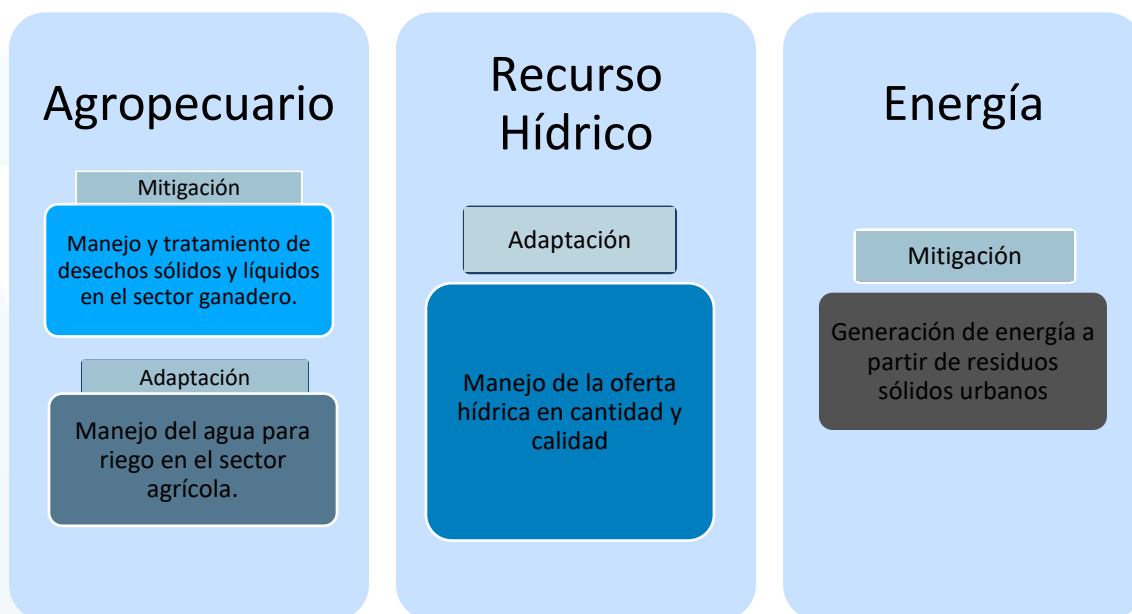 Agropecuario
Mitigación
Manejo y tratamiento de
desechos sólidos y líquidos
en el sector ganadero.
Adaptación
Manejo del agua para
riego en el sector
agrícola.
Recurso
Hídrico
Adaptación
Manejo de la oferta
hídrica en cantidad y
calidad
Energía
Mitigación
Generación de energía a
partir de residuos
sólidos urbanos